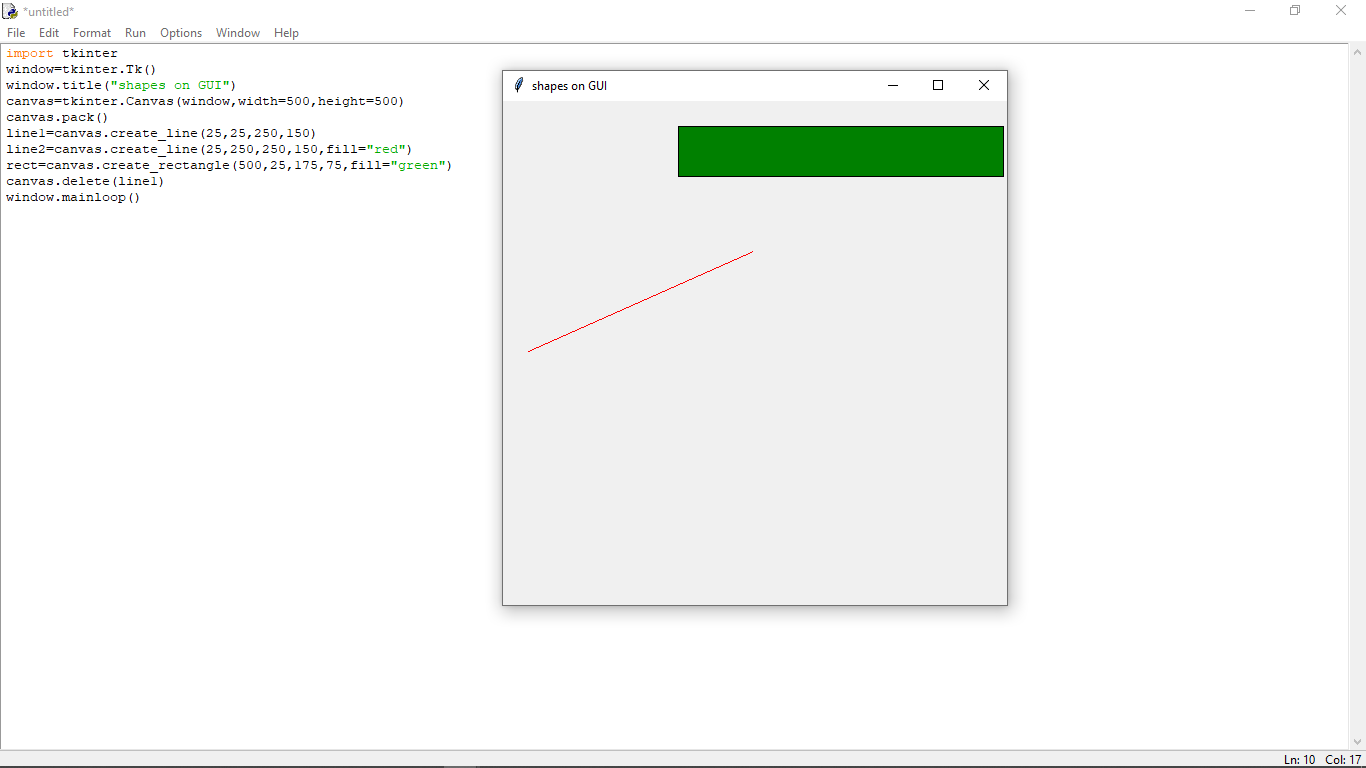 *untitled*
File Edit Format Run Options Window Help
import tkinter
window=tkinter.Tk()
window.title("shapes on GUI")
canvas=tkinter.Canvas(window,width=500,height=500)
canvas.pack()
line1=canvas.create_line(25,25,250,150)
line2=canvas.create_line(25,250,250,150,fill="red")
rect=canvas.create_rectangle(500,25,175,75,fill="green")
canvas.delete(line1)
window.mainloop()
shapes on GUI
Ln: 10 Col: 17